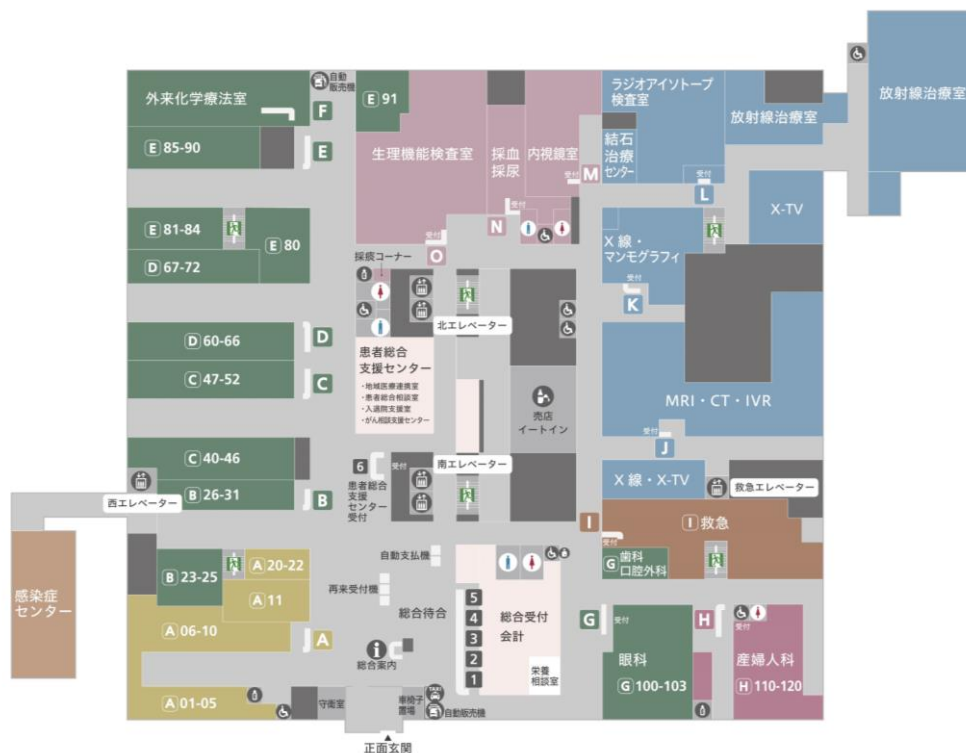 外来化学療法室
自動
販売機
F
E 91
E 85-90
E
生理機能検査室
採血
採尿
内視鏡室
受付
M
ラジオアイソトープ
検査室
結石
治療
センター
放射線治療室
放射線治療室
受付
L
X-TV
E 81-84
E 80
D 67-72
受付
N
受付
O
採痰コーナー
X 線・
マンモグラフィ
受付
K
北エレベーター
D 60-66
D
C 47-52
C
患者総合
支援センター
・地域医療連携室
・患者総合相談室
・入退院支援室
・がん相談支援センター
売店
イートイン
MRI・CT・IVR
受付
J
C 40-46
B 26-31
B
西エレベーター
6
受付
患者総合
支援
センター
受付
南エレベーター
X 線・X-TV
救急エレベーター
I
I 救急
受付
G 歯科
口腔外科
感染症
センター
B 23-25
A 20-22
A 11
A 06-10
A
A 01-05
自動支払機
再来受付機
総合待合
総合案内
5
4
3
2
1
総合受付
会計
栄養
相談室
G
受付
眼科
G 100-103
H
受付
産婦人科
H 110-120
守衛室
車椅子
置場
TAXI
自動販売機
正面玄関